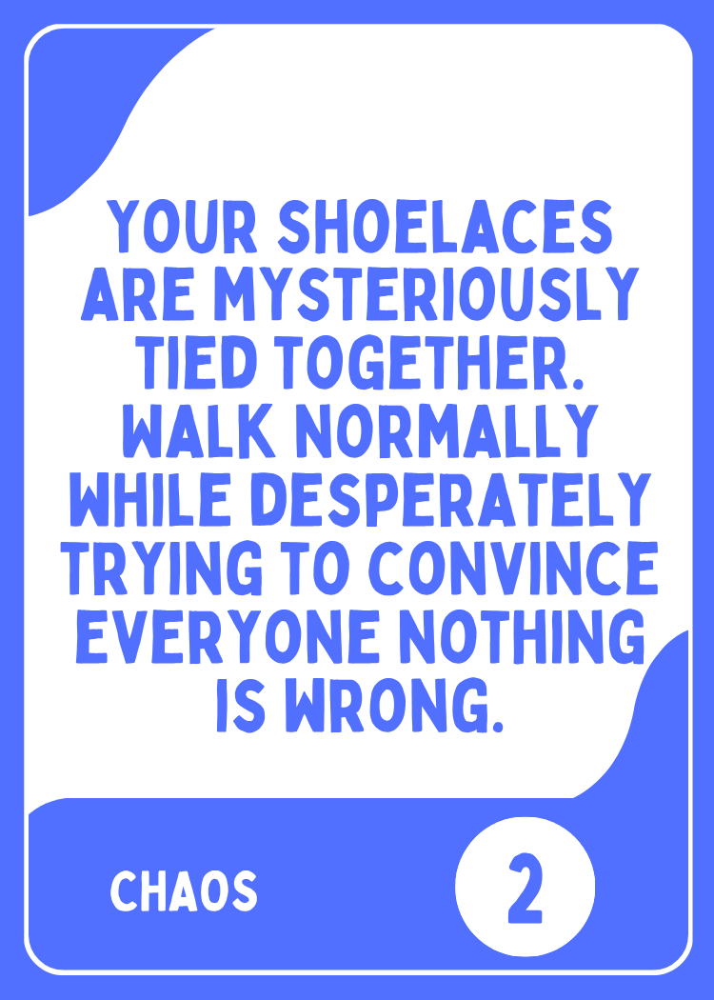 YOUR SHOELACES
ARE MYSTERIOUSLY
TIED TOGETHER.
WALK NORMALLY
WHILE DESPERATELY
TRYING TO CONVINCE
EVERYONE NOTHING
IS WRONG.
CHAOS
2